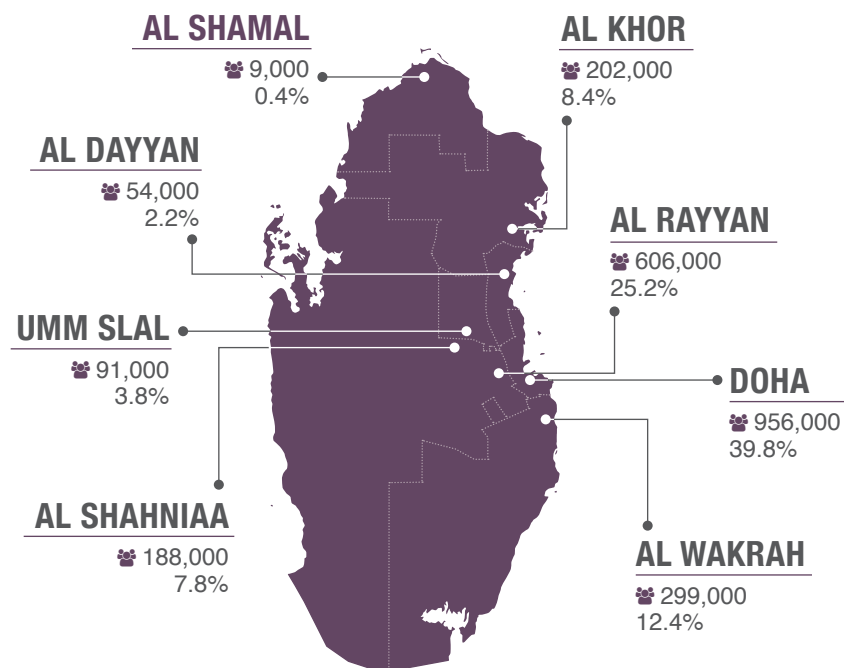 AL SHAMAL
9,000
0.4%
AL KHOR
202,000
8.4%
AL DAYYAN
54,000
2.2%
AL RAYYAN
606,000
25.2%
UMM SLAL
91,000
3.8%
DOHA
956,000
39.8%
AL SHAHNIAA
188,000
7.8%
AL WAKRAH
299,000
12.4%